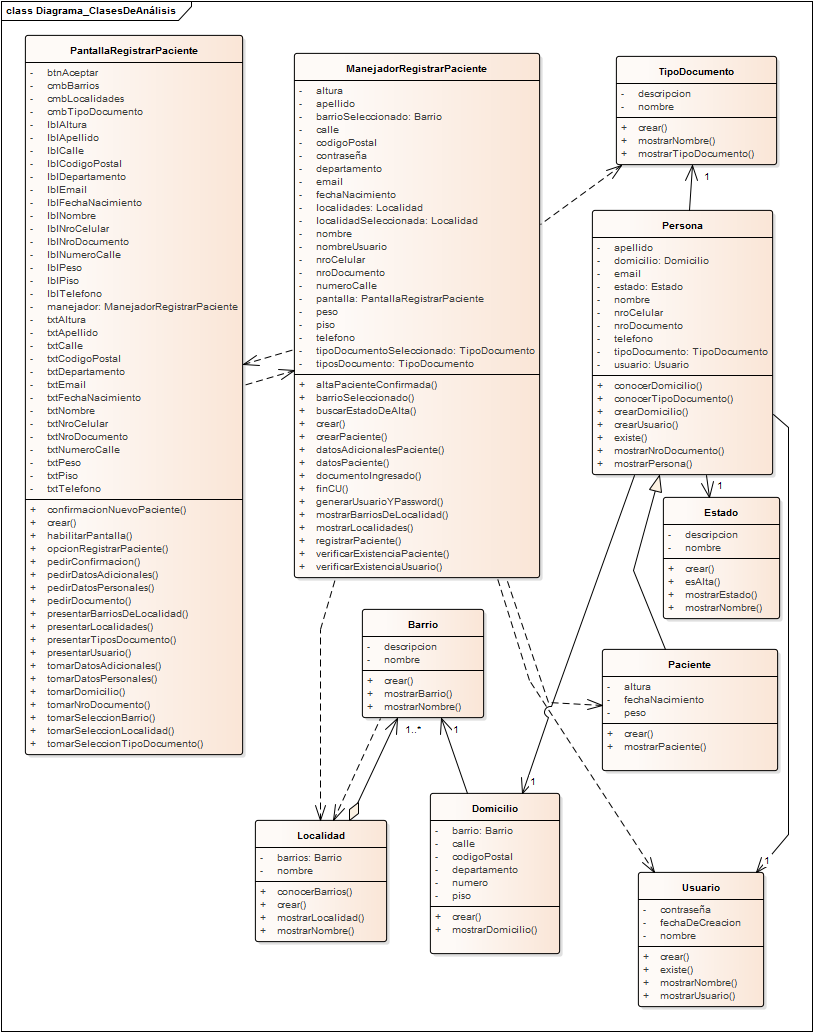 class Diagrama_ClasesDeAnálisis
PantallaRegistrarPaciente
- btnAceptar
- cmbBarrios
- cmbLocalidades
- cmbTipoDocumento
- lblAltura
- lblApellido
- lblCalle
- lblCodigoPostal
- lblDepartamento
- lblEmail
- lblFechaNacimiento
- lblNombre
- lblNroCelular
- lblNroDocumento
- lblNumeroCalle
- lblPeso
- lblPiso
- lblTelefono
- manejador: ManejadorRegistrarPaciente
- txtAltura
- txtApellido
- txtCalle
- txtCodigoPostal
- txtDepartamento
- txtEmail
- txtFechaNacimiento
- txtNombre
- txtNroCelular
- txtNroDocumento
- txtNumeroCalle
- txtPeso
- txtPiso
- txtTelefono
+ confirmacionNuevoPaciente()
+ crear()
+ habilitarPantalla()
+ opcionRegistrarPaciente()
+ pedirConfirmacion()
+ pedirDatosAdicionales()
+ pedirDatosPersonales()
+ pedirDocumento()
+ presentarBarriosDeLocalidad()
+ presentarLocalidades()
+ presentarTiposDocumento()
+ presentarUsuario()
+ tomarDatosAdicionales()
+ tomarDatosPersonales()
+ tomarDomicilio()
+ tomarNroDocumento()
+ tomarSeleccionBarrio()
+ tomarSeleccionLocalidad()
+ tomarSeleccionTipoDocumento()
ManejadorRegistrarPaciente
- altura
- apellido
- barrioSeleccionado: Barrio
- calle
- codigoPostal
- contraseña
- departamento
- email
- fechaNacimiento
- localidades: Localidad
- localidadSeleccionada: Localidad
- nombre
- nombreUsuario
- nroCelular
- nroDocumento
- numeroCalle
- pantalla: PantallaRegistrarPaciente
- peso
- piso
- telefono
- tipoDocumentoSeleccionado: TipoDocumento
- tiposDocumento: TipoDocumento
+ altaPacienteConfirmada()
+ barrioSeleccionado()
+ buscarEstadoDeAlta()
+ crear()
+ crearPaciente()
+ datosAdicionalesPaciente()
+ datosPaciente()
+ documentoIngresado()
+ finCU()
+ generarUsuarioYPassword()
+ mostrarBarriosDeLocalidad()
+ mostrarLocalidades()
+ registrarPaciente()
+ verificarExistenciaPaciente()
+ verificarExistenciaUsuario()
TipoDocumento
- descripcion
- nombre
+ crear()
+ mostrarNombre()
+ mostrarTipoDocumento()
1
Persona
- apellido
- domicilio: Domicilio
- email
- estado: Estado
- nombre
- nroCelular
- nroDocumento
- telefono
- tipoDocumento: TipoDocumento
- usuario: Usuario
+ conocerDomicilio()
+ conocerTipoDocumento()
+ crearDomicilio()
+ crearUsuario()
+ existe()
+ mostrarNroDocumento()
+ mostrarPersona()
1
Estado
- descripcion
- nombre
+ crear()
+ esAlta()
+ mostrarEstado()
+ mostrarNombre()
Barrio
- descripcion
- nombre
+ crear()
+ mostrarBarrio()
+ mostrarNombre()
1..*
1
Paciente
- altura
- fechaNacimiento
- peso
+ crear()
+ mostrarPaciente()
1
Domicilio
- barrio: Barrio
- calle
- codigoPostal
- departamento
- numero
- piso
+ crear()
+ mostrarDomicilio()
Localidad
- barrios: Barrio
- nombre
+ conocerBarrios()
+ crear()
+ mostrarLocalidad()
+ mostrarNombre()
1
Usuario
- contraseña
- fechaDeCreacion
- nombre
+ crear()
+ existe()
+ mostrarNombre()
+ mostrarUsuario()